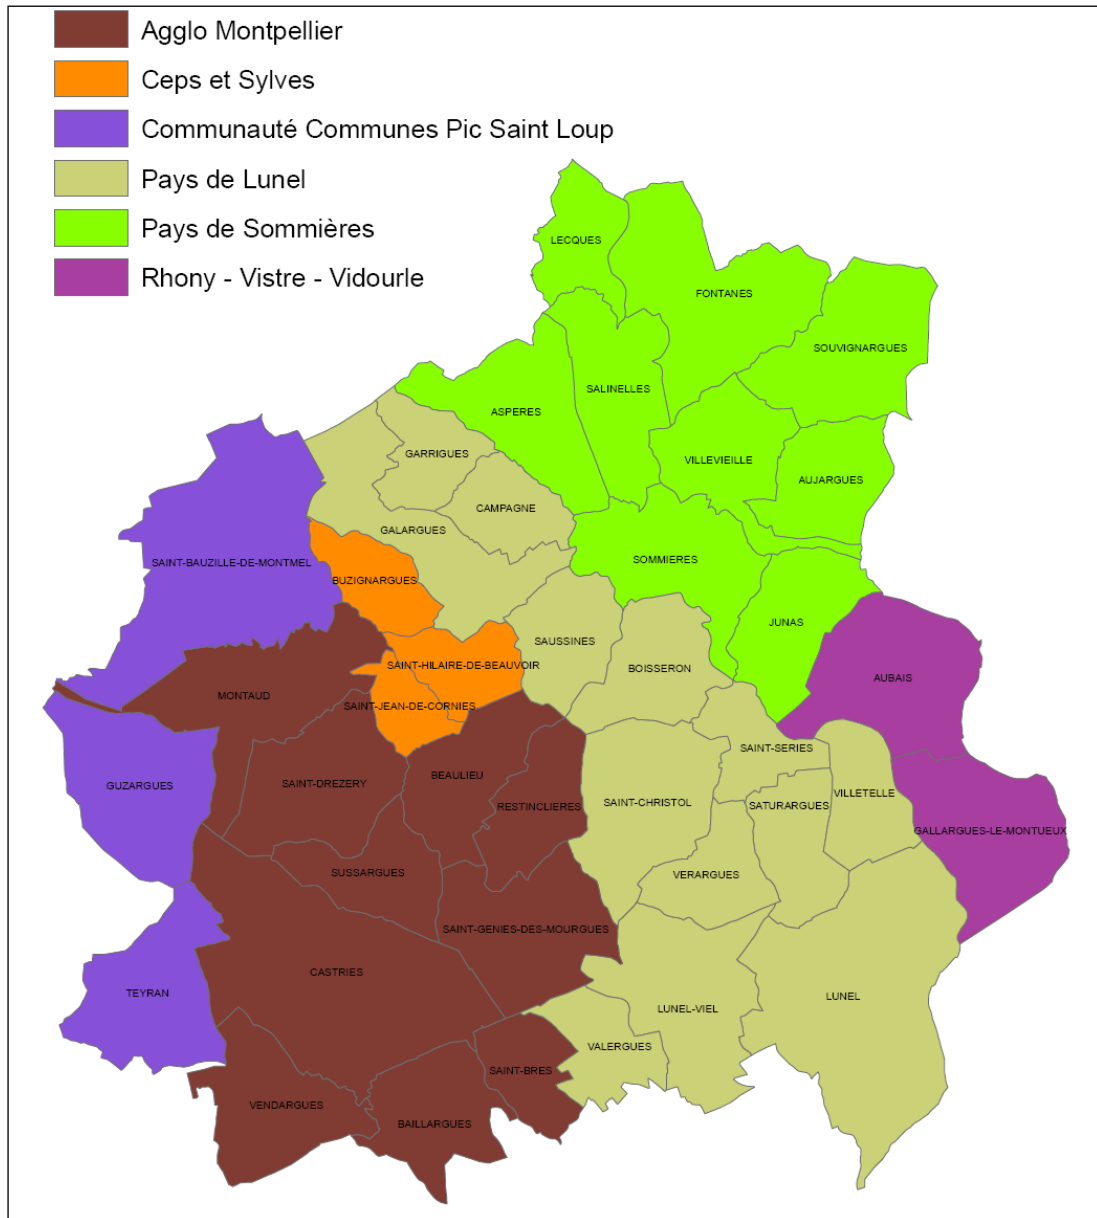 Agglo Montpellier
Ceps et Sylves
Communauté Communes Pic Saint Loup
Pays de Lunel
Pays de Sommières
Rhony - Vistre - Vidourle
LECQUES
FONTANES
SOUVIGNARGUES
SALINELLES
ASPERES
GARRIGUES
VILLEVIEILLE
AUJARGUES
CAMPAGNE
GALARGUES
SAINT-BAUZILLE-DE-MONTMEL
SOMMIERES
BUZIGNARGUES
JUNAS
SAUSSINES
SAINT-HILAIRE-DE-BEAUVOIR
BOISSERON
AUBAIS
MONTAUD
SAINT-JEAN-DE-CORNIES
SAINT-SERIES
GUZARGUES
SAINT-DREZERY
BEAULIEU
VILLETELLE
SAINT-CHRISTOL
RESTINCLIERES
SATURARGUES
GALLARGUES-LE-MONTUEUX
SUSSARGUES
VERARGUES
SAINT-GENIES-DES-MOURGUES
CASTRIES
TEYRAN
LUNEL
LUNEL-VIEL
VALERGUES
SAINT-BRES
VENDARGUES
BAILLARGUES